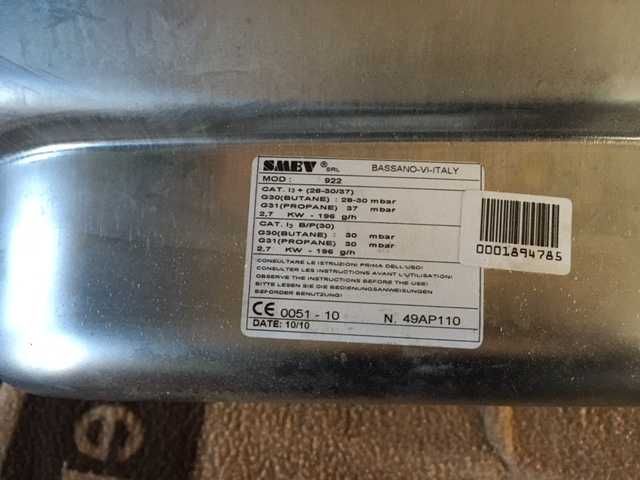 SMEV ® SRL BASSANO-VI-ITALY
MOD : 922
CAT. I3 + (28-30/37)
G30(BUTANE) : 28-30 mbar
G31(PROPANE) 37 mbar
2,7 KW - 196 g/h
CAT. I3 B/P(30)
G30(BUTANE) : 30 mbar
G31(PROPANE) 30 mbar
2,7 KW - 196 g/h
CONSULTARE LE ISTRUZIONI PRIMA DELL'USO!
CONSULTER LES INSTRUCTIONS AVANT L'UTILISATION!
OBSERVE THE INSTRUCTIONS BEFORE THE USE!
BITTE LESEN SIE DIE BEDIENUNGSANWEISUNGEN
BEFORDER BENUTZUNG!
CE 0051 - 10 N. 49AP110
DATE: 10/10
0001894785
e